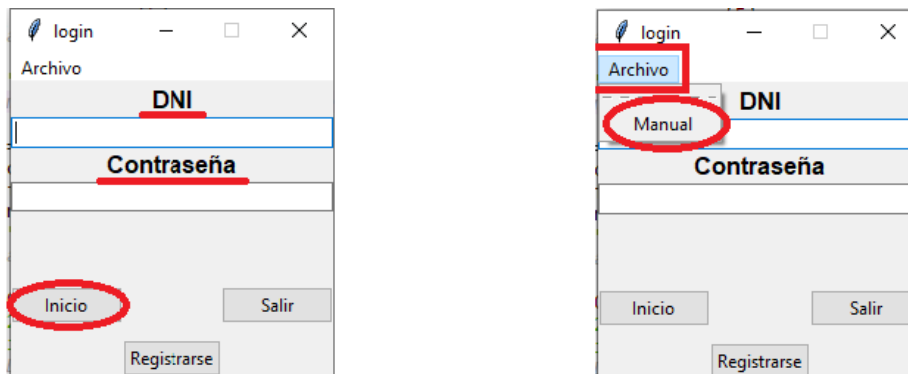 login
Archivo
DNI
Contraseña
Inicio
Salir
Registrarse
login
Archivo
Manual
DNI
Contraseña
Inicio
Salir
Registrarse